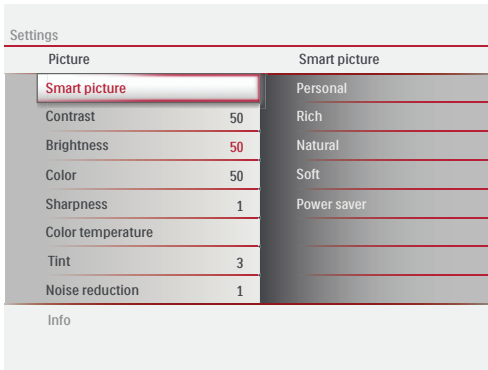 Settings
Picture Smart picture
Smart picture Personal
Contrast 50 Rich
Brightness 50 Natural
Color 50 Soft
Sharpness 1 Power saver
Color temperature
Tint 3
Noise reduction 1
Info